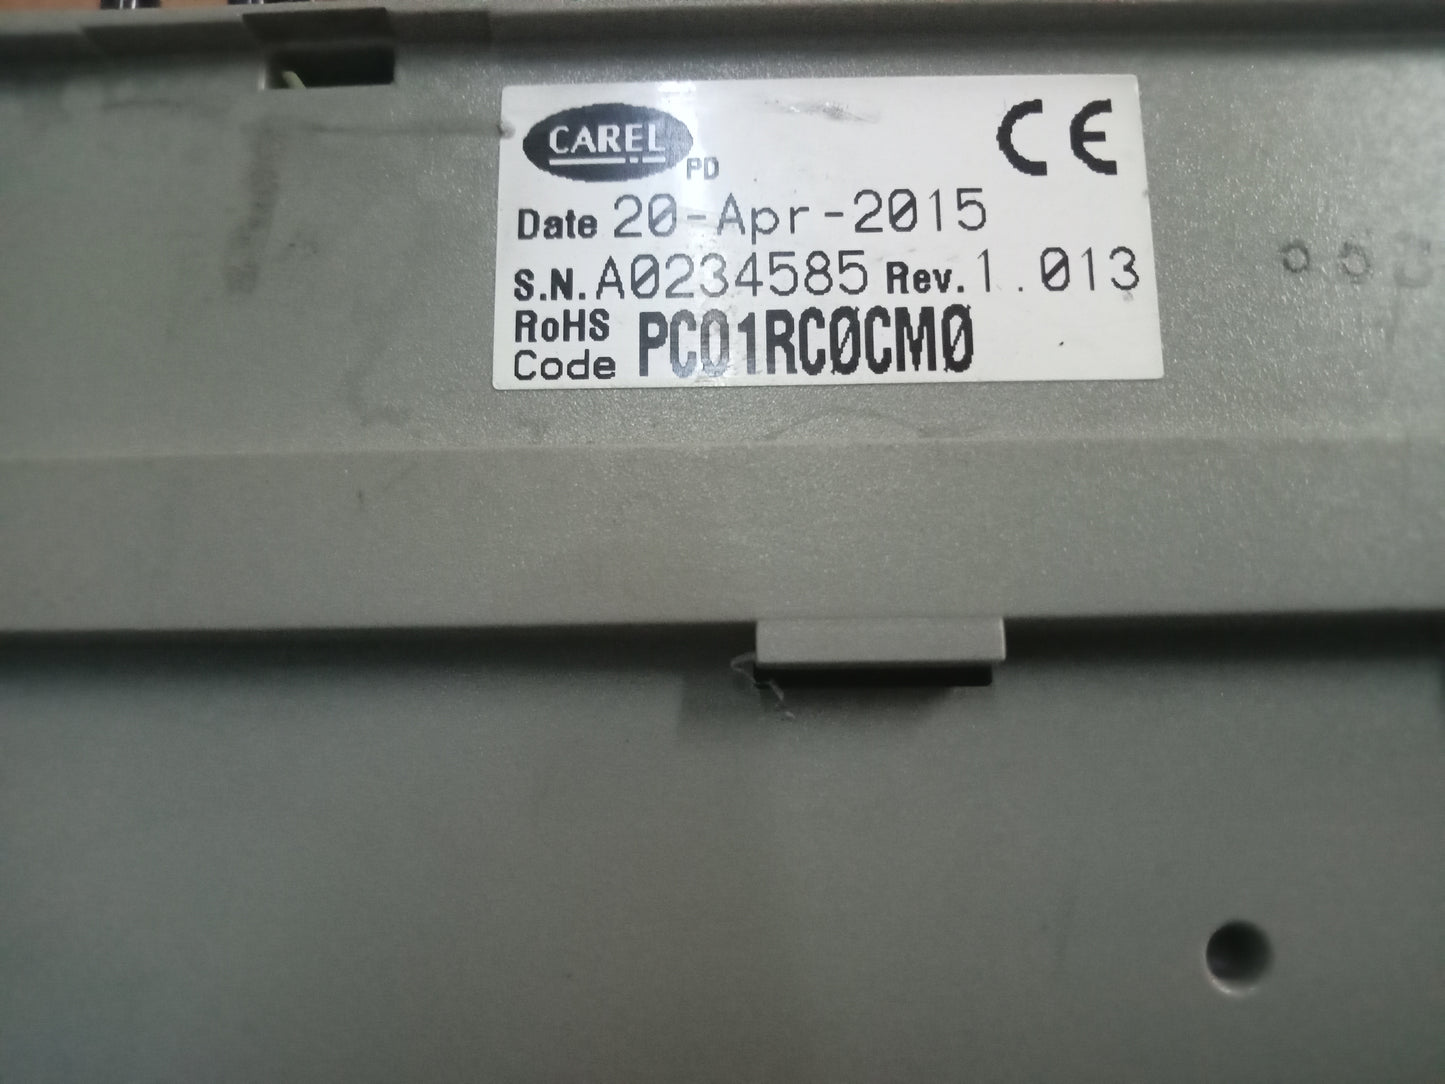 CAREL
PD
CE
Date 20-Apr-2015
S.N. A0234585 Rev. 1.013
RoHS
Code PC01RC0CM0